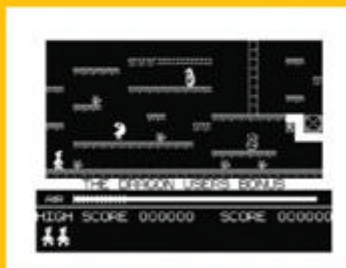 THE DRAGON USERS BONUS
AIR
HIGH SCORE 000000 SCORE 000000